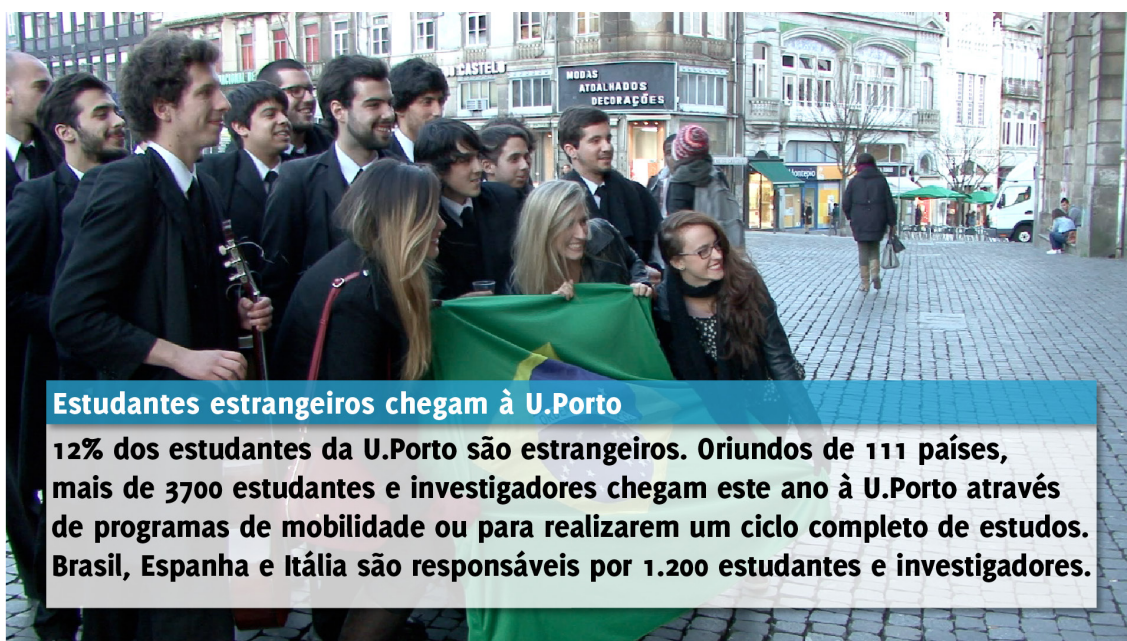 CASTELO
MODAS
ATOALHADOS
DECORAÇÕES
Montepio
Estudantes estrangeiros chegam à U.Porto
12% dos estudantes da U.Porto são estrangeiros. Oriundos de 111 países,
mais de 3700 estudantes e investigadores chegam este ano à U.Porto através
de programas de mobilidade ou para realizarem um ciclo completo de estudos.
Brasil, Espanha e Itália são responsáveis por 1.200 estudantes e investigadores.